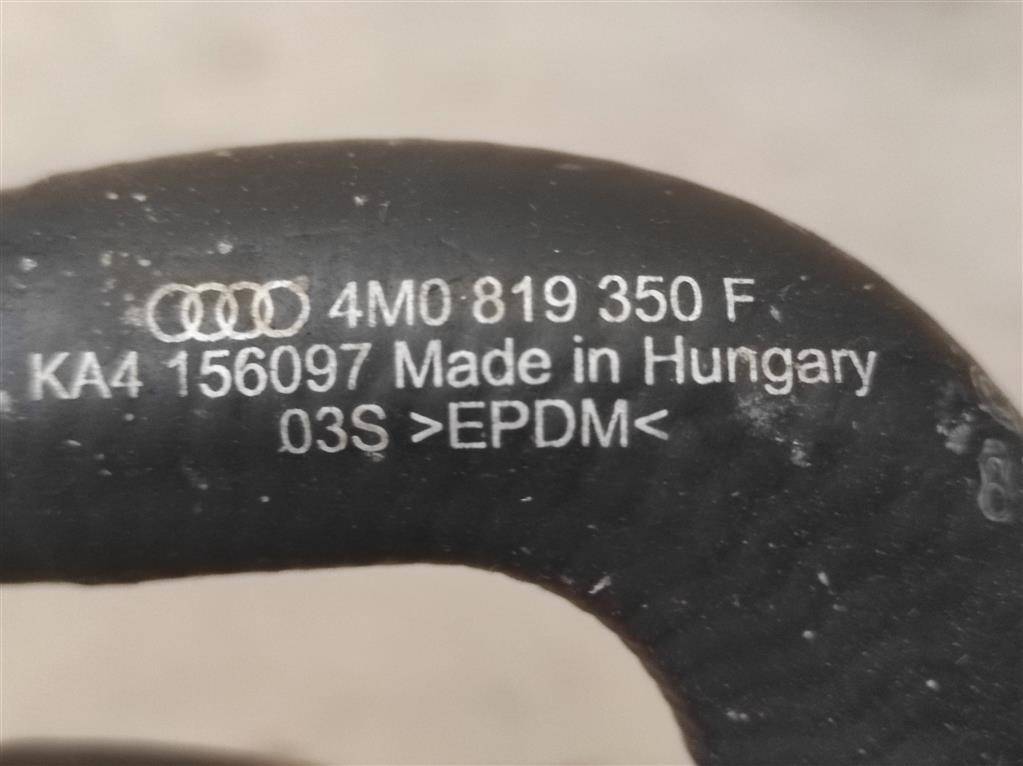 4M0 819 350 F
KA4 156097 Made in Hungary
03S >EPDM<